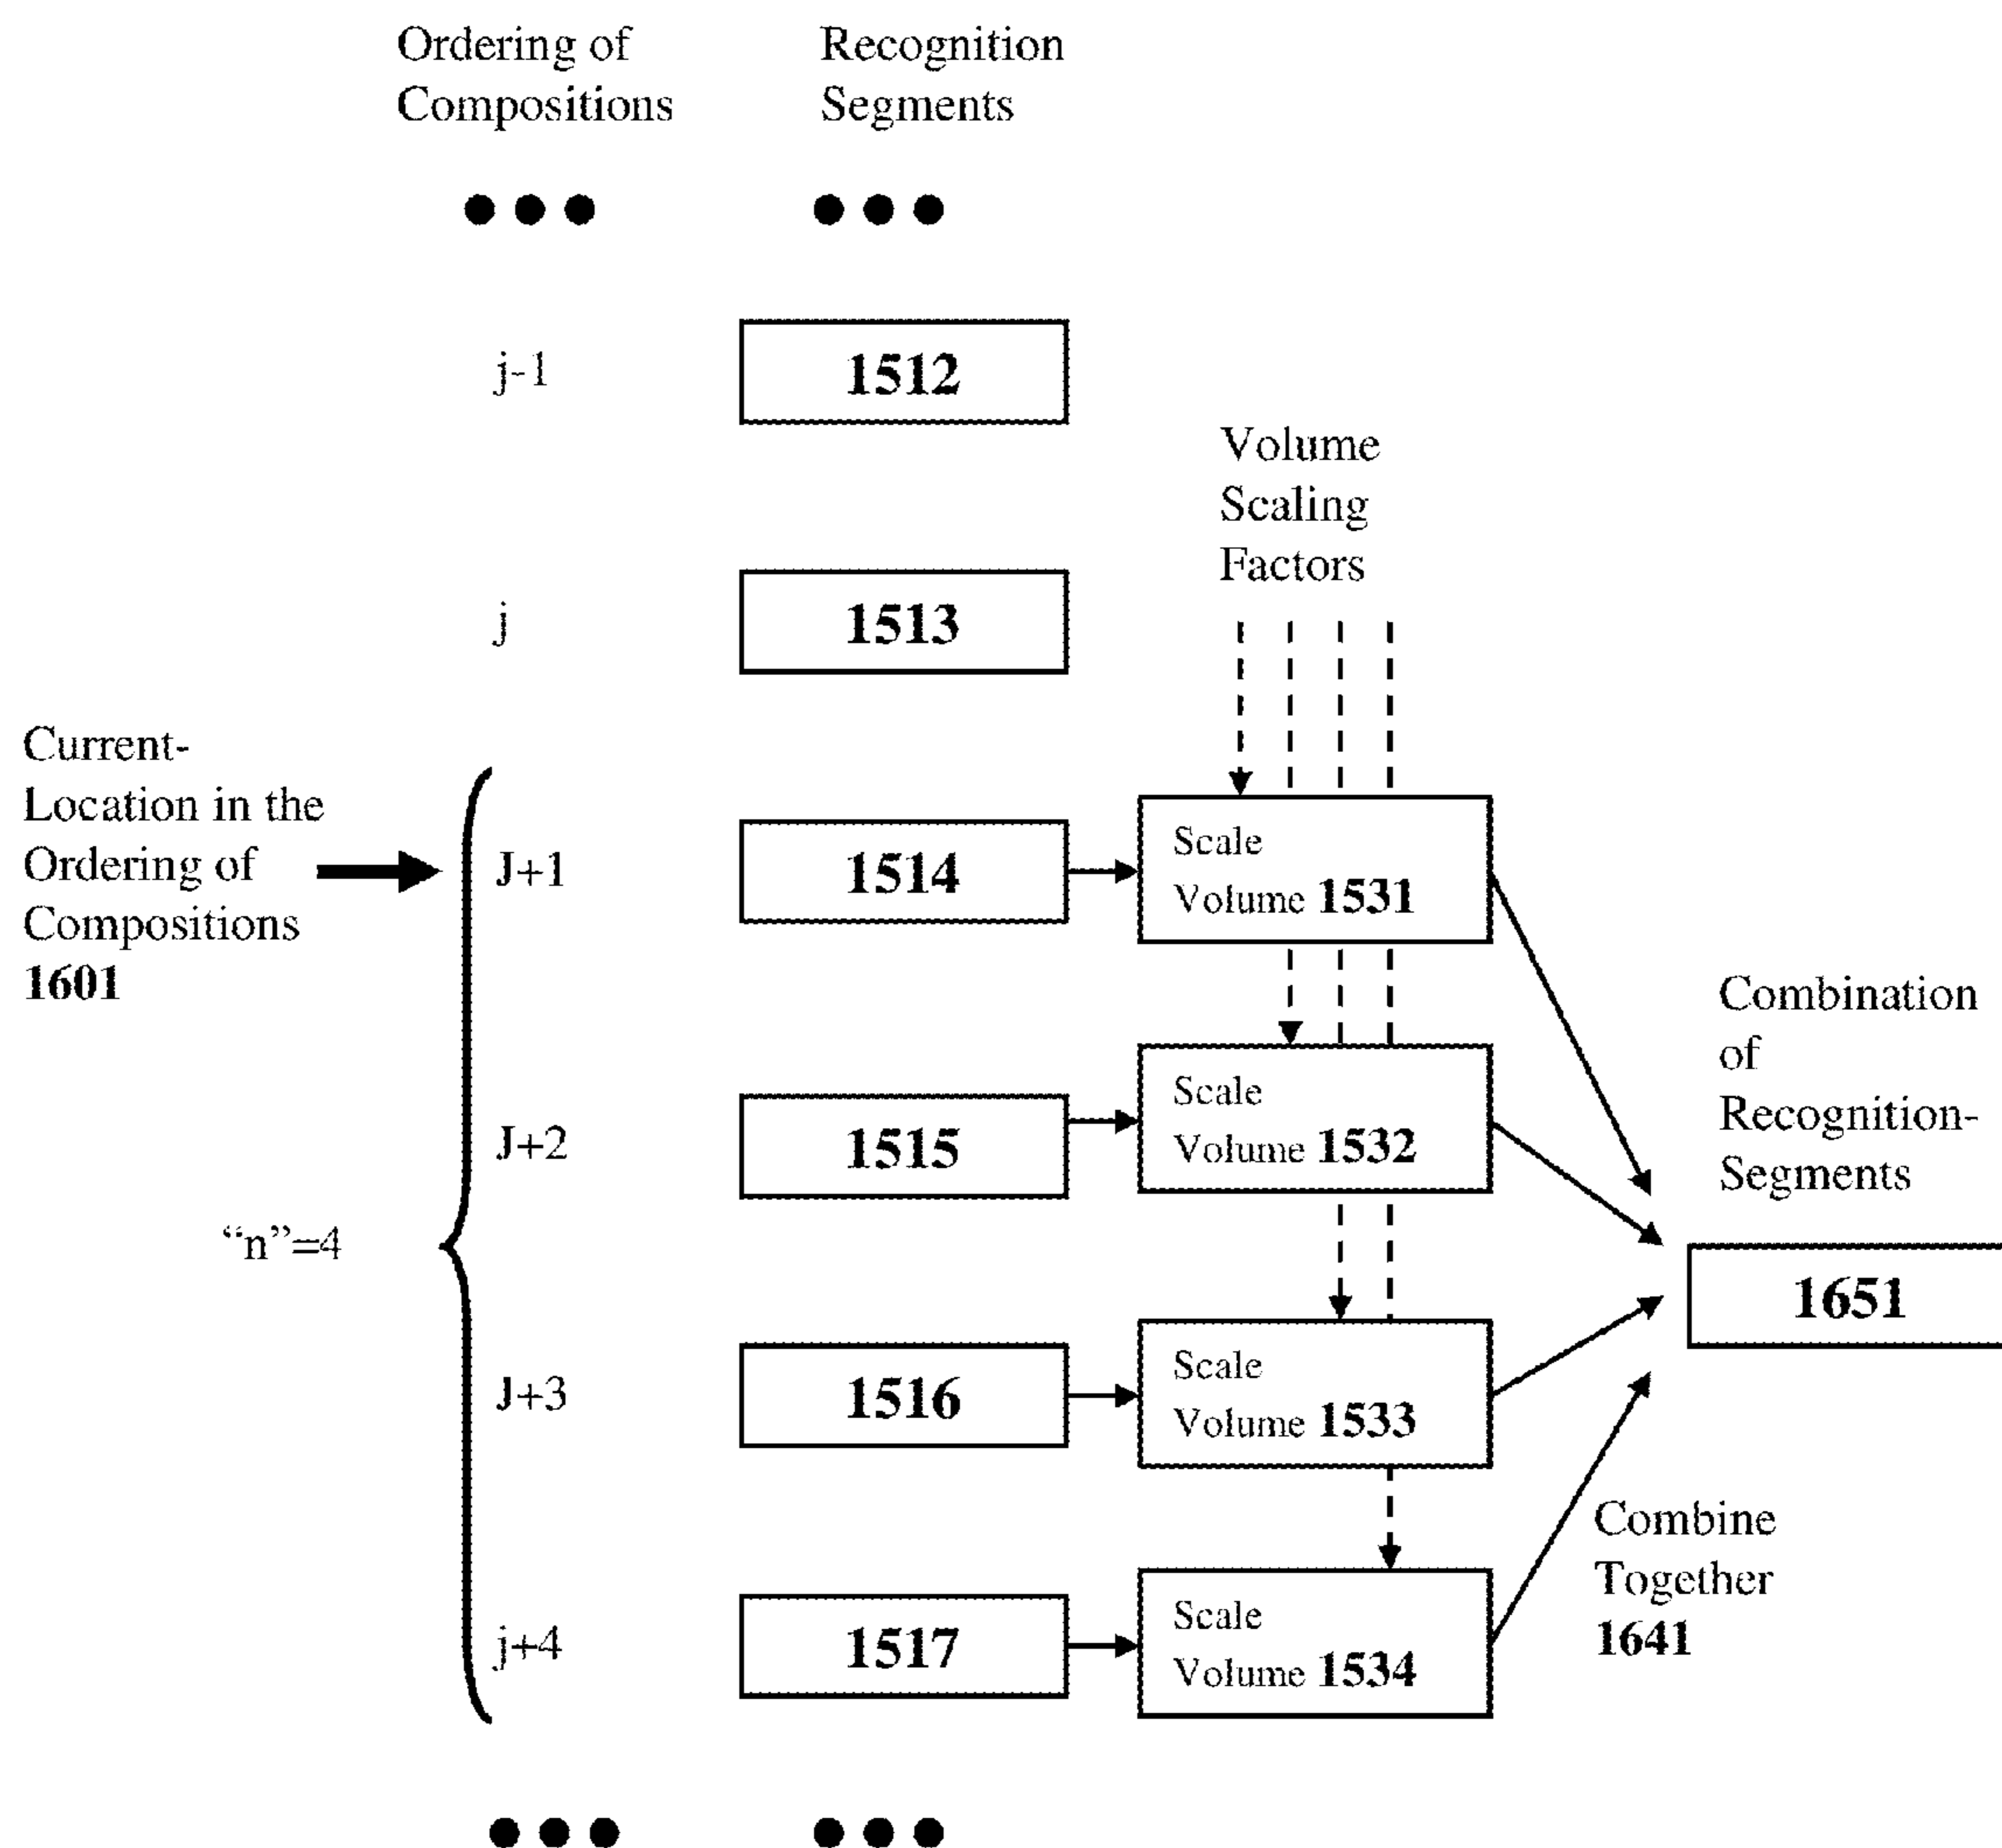 Ordering of
Compositions
Recognition
Segments
j-1
1512
Volume
Scaling
Factors
j
1513
Current-
Location in the
Ordering of
Compositions
1601
J+1
1514
Scale
Volume 1531
Combination
of
Recognition-
Segments
J+2
1515
Scale
Volume 1532
“n”=4
1651
J+3
1516
Scale
Volume 1533
Combine
Together
1641
j+4
1517
Scale
Volume 1534